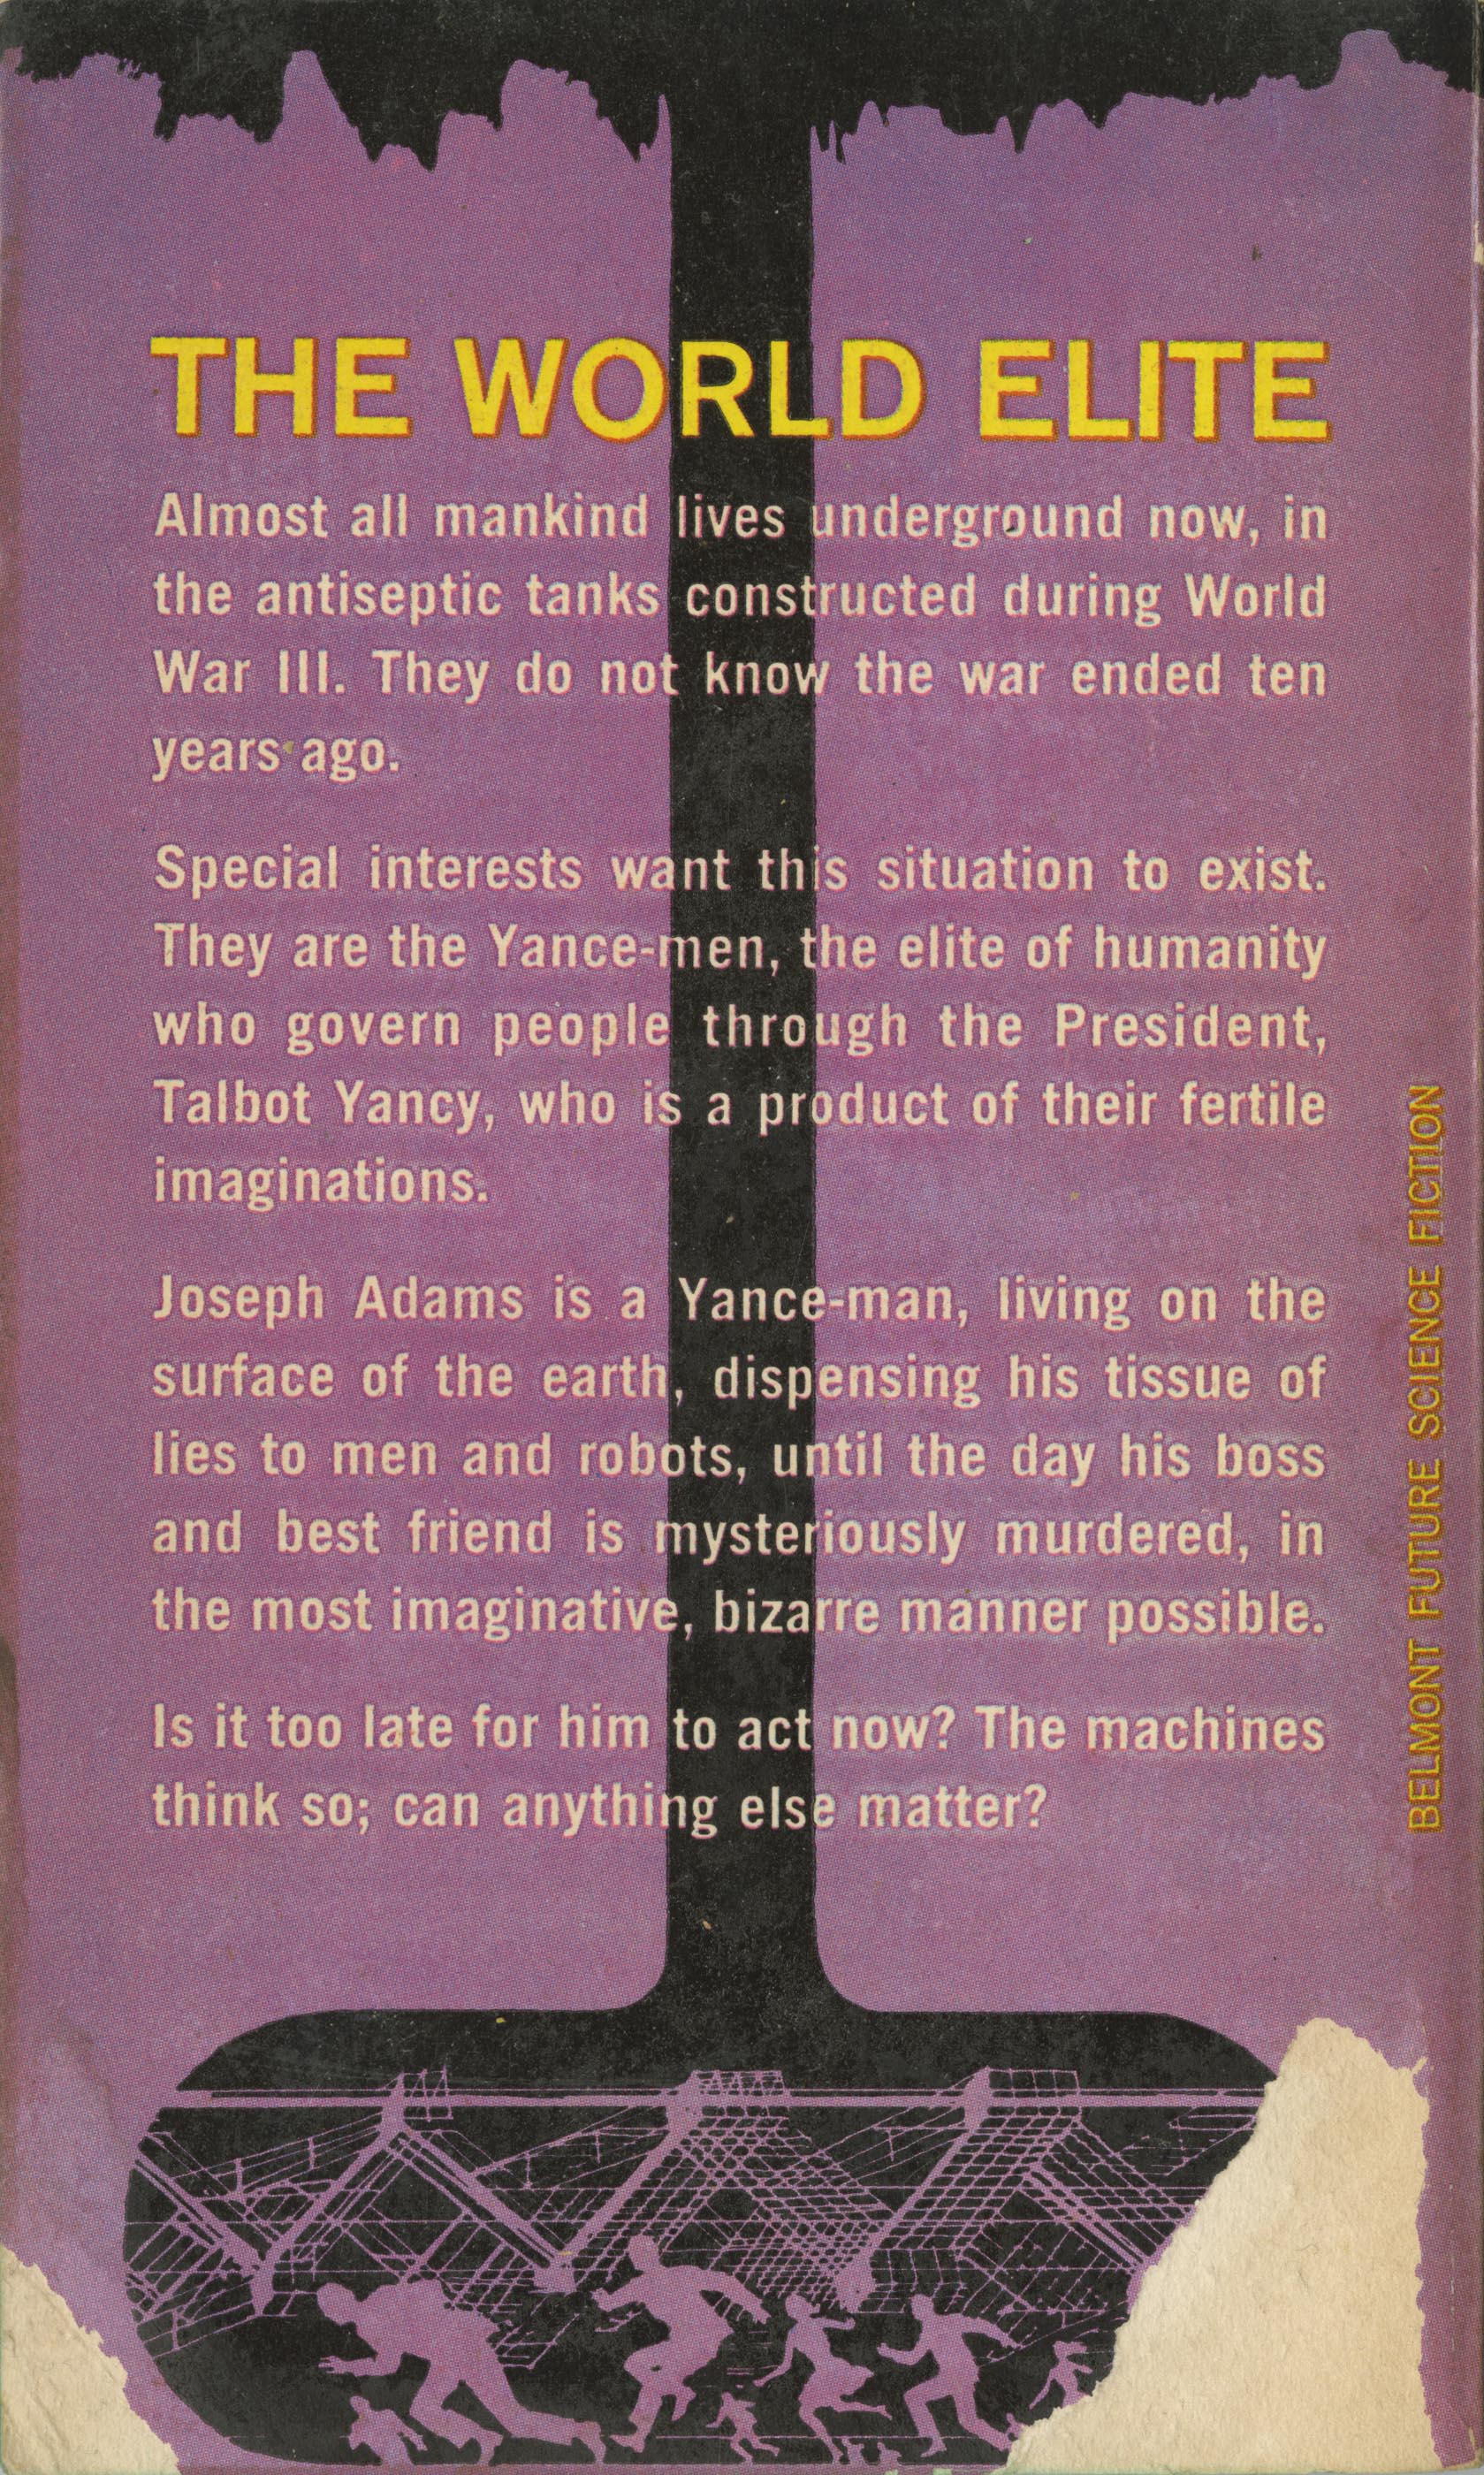 THE WORLD ELITE
Almost all mankind lives underground now, in
the antiseptic tanks constructed during World
War III. They do not know the war ended ten
years ago.
Special interests want this situation to exist.
They are the Yance-men, the elite of humanity
who govern people through the President,
Talbot Yancy, who is a product of their fertile
imaginations.
Joseph Adams is a Yance-man, living on the
surface of the earth, dispensing his tissue of
lies to men and robots, until the day his boss
and best friend is mysteriously murdered, in
the most imaginative, bizarre manner possible.
Is it too late for him to act now? The machines
think so; can anything else matter?
BELMONT FUTURE SCIENCE FICTION